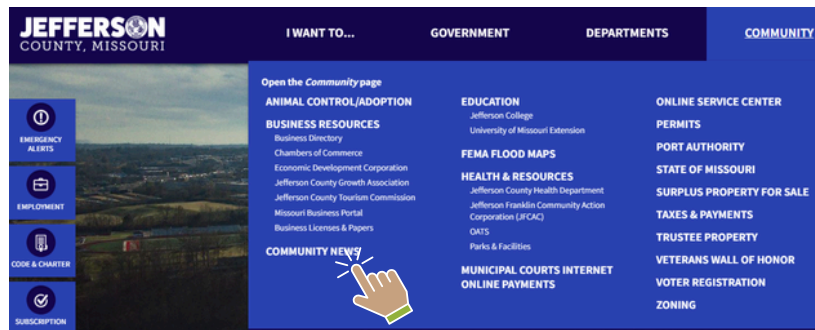 JEFFERSON
COUNTY, MISSOURI
I WANT TO...
GOVERNMENT
DEPARTMENTS
COMMUNITY
EMERGENCY
ALERTS
EMPLOYMENT
CODE & CHARTER
SUBSCRIPTION
Open the Community page
ANIMAL CONTROL/ADOPTION
BUSINESS RESOURCES
Business Directory
Chambers of Commerce
Economic Development Corporation
Jefferson County Growth Association
Jefferson County Tourism Commission
Missouri Business Portal
Business Licenses & Papers
COMMUNITY NEWS
EDUCATION
Jefferson College
University of Missouri Extension
FEMA FLOOD MAPS
HEALTH & RESOURCES
Jefferson County Health Department
Jefferson Franklin Community Action
Corporation (JFCAC)
OATS
Parks & Facilities
MUNICIPAL COURTS INTERNET
ONLINE PAYMENTS
ONLINE SERVICE CENTER
PERMITS
PORT AUTHORITY
STATE OF MISSOURI
SURPLUS PROPERTY FOR SALE
TAXES & PAYMENTS
TRUSTEE PROPERTY
VETERANS WALL OF HONOR
VOTER REGISTRATION
ZONING